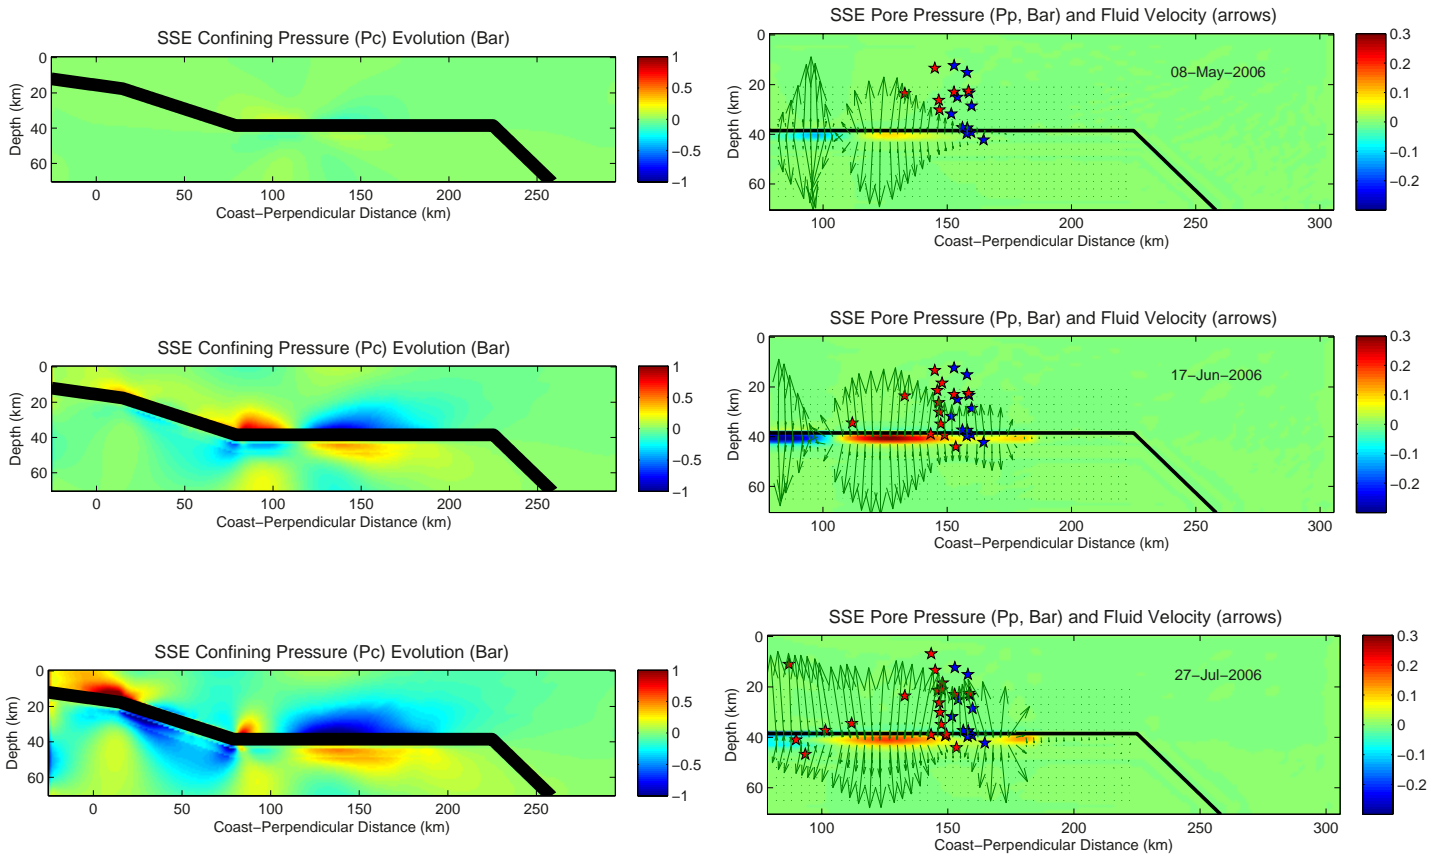 SSE Confining Pressure (Pc) Evolution (Bar)
0
20
40
60
Depth (km)
0 50 100 150 200 250
Coast−Perpendicular Distance (km)
1
0.5
0
−0.5
−1
SSE Pore Pressure (Pp, Bar) and Fluid Velocity (arrows)
08−May−2006
0
20
40
60
Depth (km)
100 150 200 250 300
Coast−Perpendicular Distance (km)
0.3
0.2
0.1
0
−0.1
−0.2
SSE Confining Pressure (Pc) Evolution (Bar)
0
20
40
60
Depth (km)
0 50 100 150 200 250
Coast−Perpendicular Distance (km)
1
0.5
0
−0.5
−1
SSE Pore Pressure (Pp, Bar) and Fluid Velocity (arrows)
17−Jun−2006
0
20
40
60
Depth (km)
100 150 200 250 300
Coast−Perpendicular Distance (km)
0.3
0.2
0.1
0
−0.1
−0.2
SSE Confining Pressure (Pc) Evolution (Bar)
0
20
40
60
Depth (km)
0 50 100 150 200 250
Coast−Perpendicular Distance (km)
1
0.5
0
−0.5
−1
SSE Pore Pressure (Pp, Bar) and Fluid Velocity (arrows)
27−Jul−2006
0
20
40
60
Depth (km)
100 150 200 250 300
Coast−Perpendicular Distance (km)
0.3
0.2
0.1
0
−0.1
−0.2